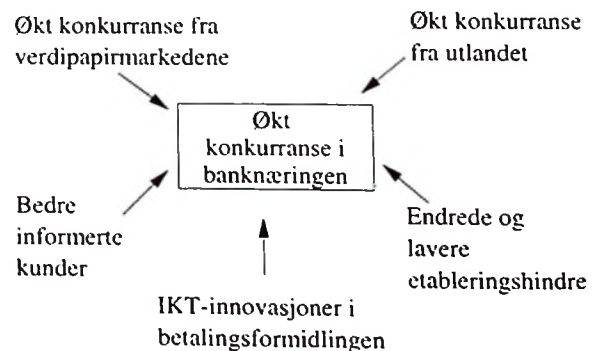 Økt konkurranse fra
verdipapirmarkedene
Økt konkurranse
fra utlandet
Økt
konkurranse i
banknæringen
Bedre
informerte
kunder
Endrede og
lavere
etableringshindre
IKT-innovasjoner i
betalingsformidlingen